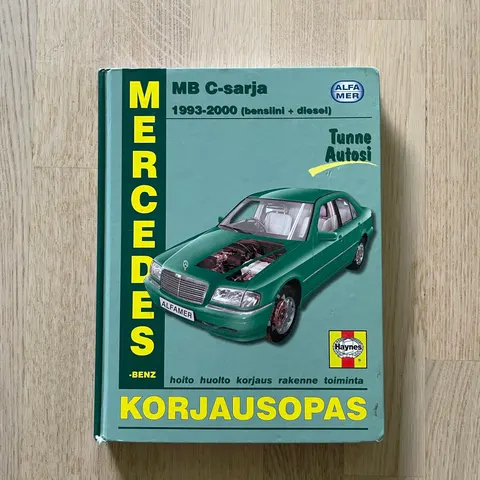 MERCEDES
-BENZ
MB C-sarja
1993-2000 (bensiini + diesel)
ALFA
MER
Tunne
Autosi
ALFAMER
Haynes
hoito huolto korjaus rakenne toiminta
KORJAUSOPAS